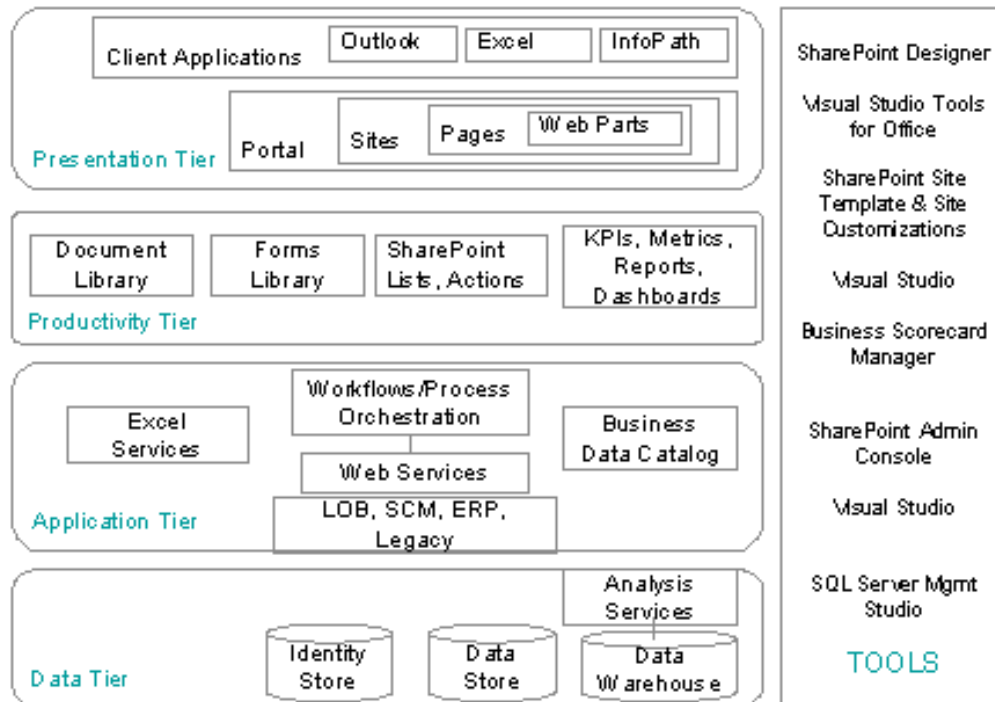 Client Applications
Outlook
Excel
InfoPath
Portal
Sites
Pages
Web Parts
Presentation Tier
Document
Library
Forms
Library
SharePoint
Lists, Actions
KPIs, Metrics,
Reports,
Dashboards
Productivity Tier
Excel
Services
Workflows/Process
Orchestration
Web Services
LOB, SCM, ERP,
Legacy
Business
Data Catalog
Application Tier
Analysis
Services
Identity
Store
Data
Store
Data
Warehouse
Data Tier
SharePoint Designer
Visual Studio Tools
for Office
SharePoint Site
Template & Site
Customizations
Visual Studio
Business Scorecard
Manager
SharePoint Admin
Console
Visual Studio
SQL Server Mgmt
Studio
TOOLS